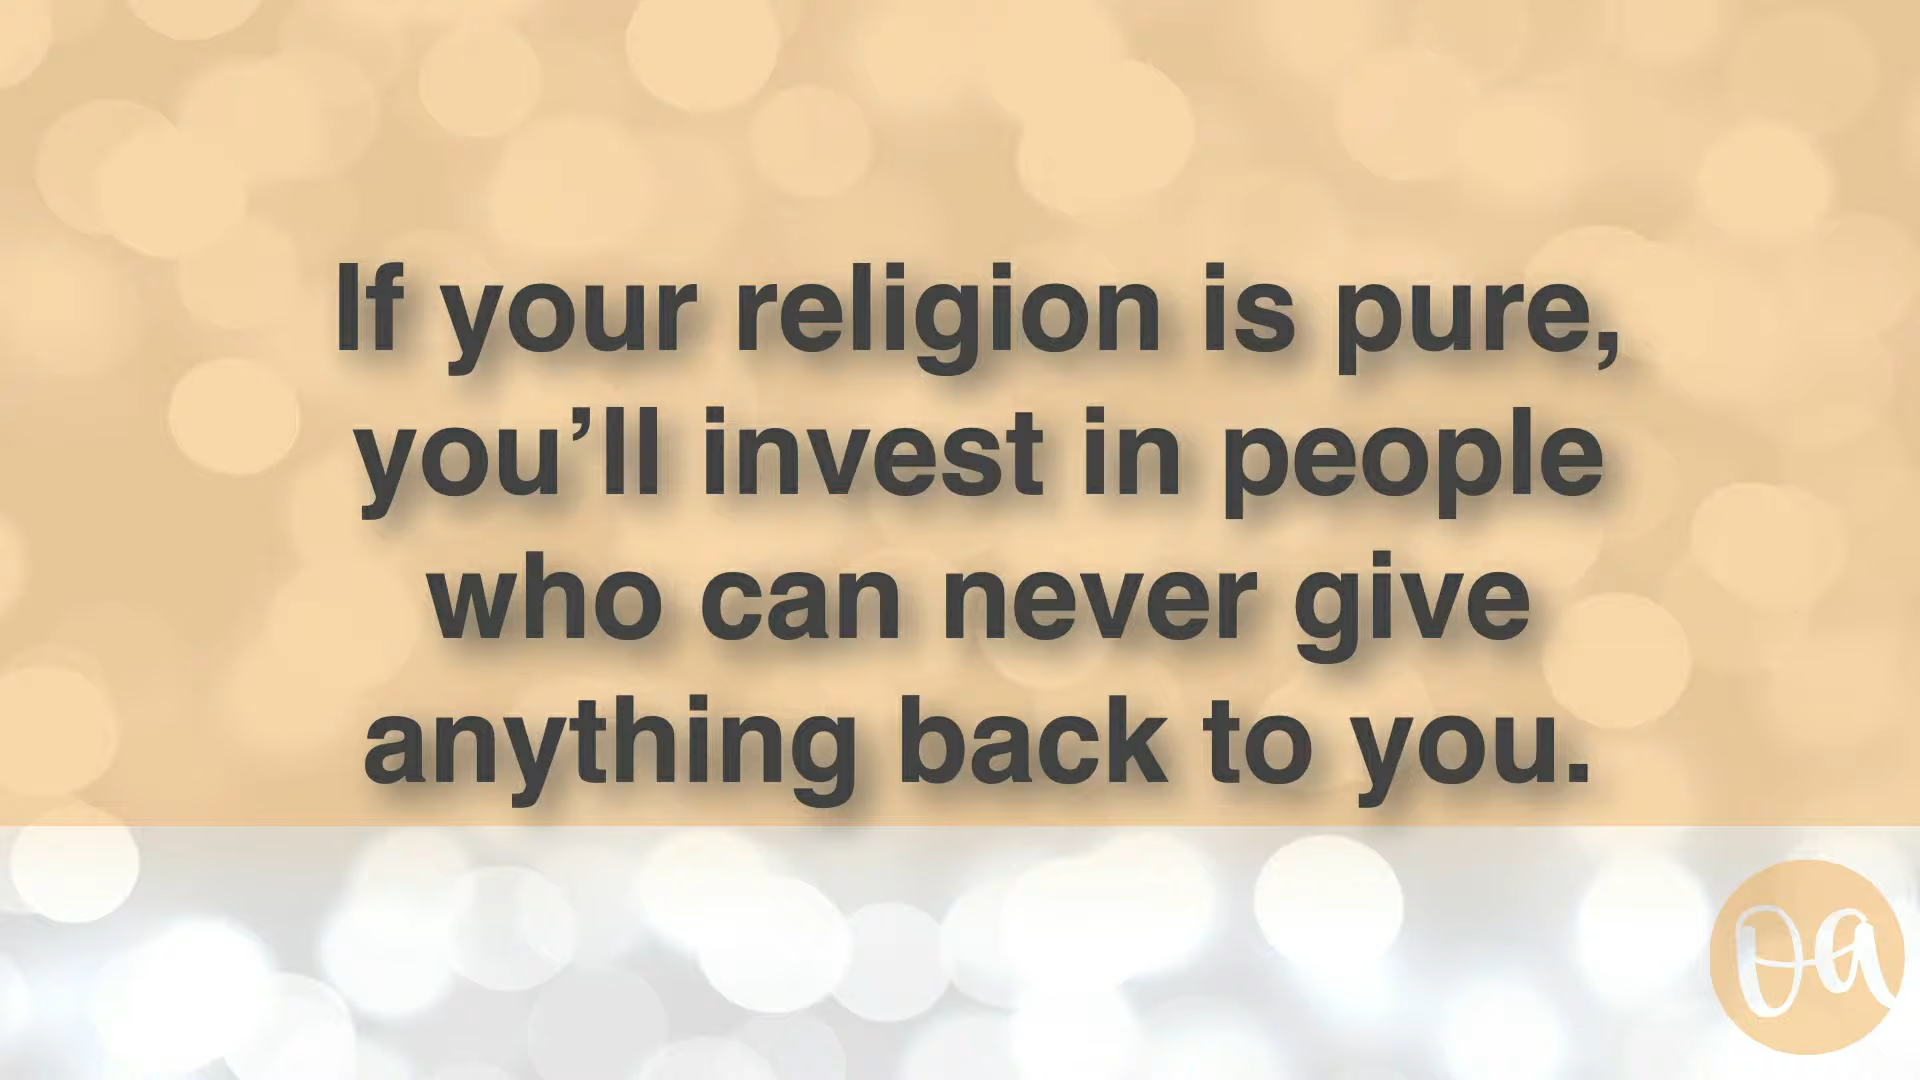 If your religion is pure,
you’ll invest in people
who can never give
anything back to you.